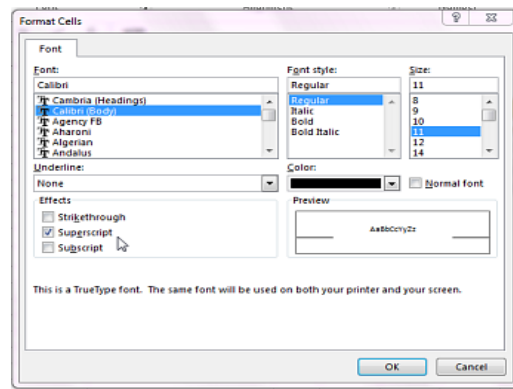 Format Cells
Font
Font:
Font style:
Size:
Calibri
Regular
11
Cambria (Headings)
Calibri (Body)
Agency FB
Aharoni
Algerian
Andalus
Regular
Italic
Bold
Bold Italic
8
9
10
11
12
14
Underline:
Color:
None
Normal font
Effects
Preview
Strikethrough
Superscript
Subscript
AaBbCcYyZz
This is a TrueType font. The same font will be used on both your printer and your screen.
OK
Cancel